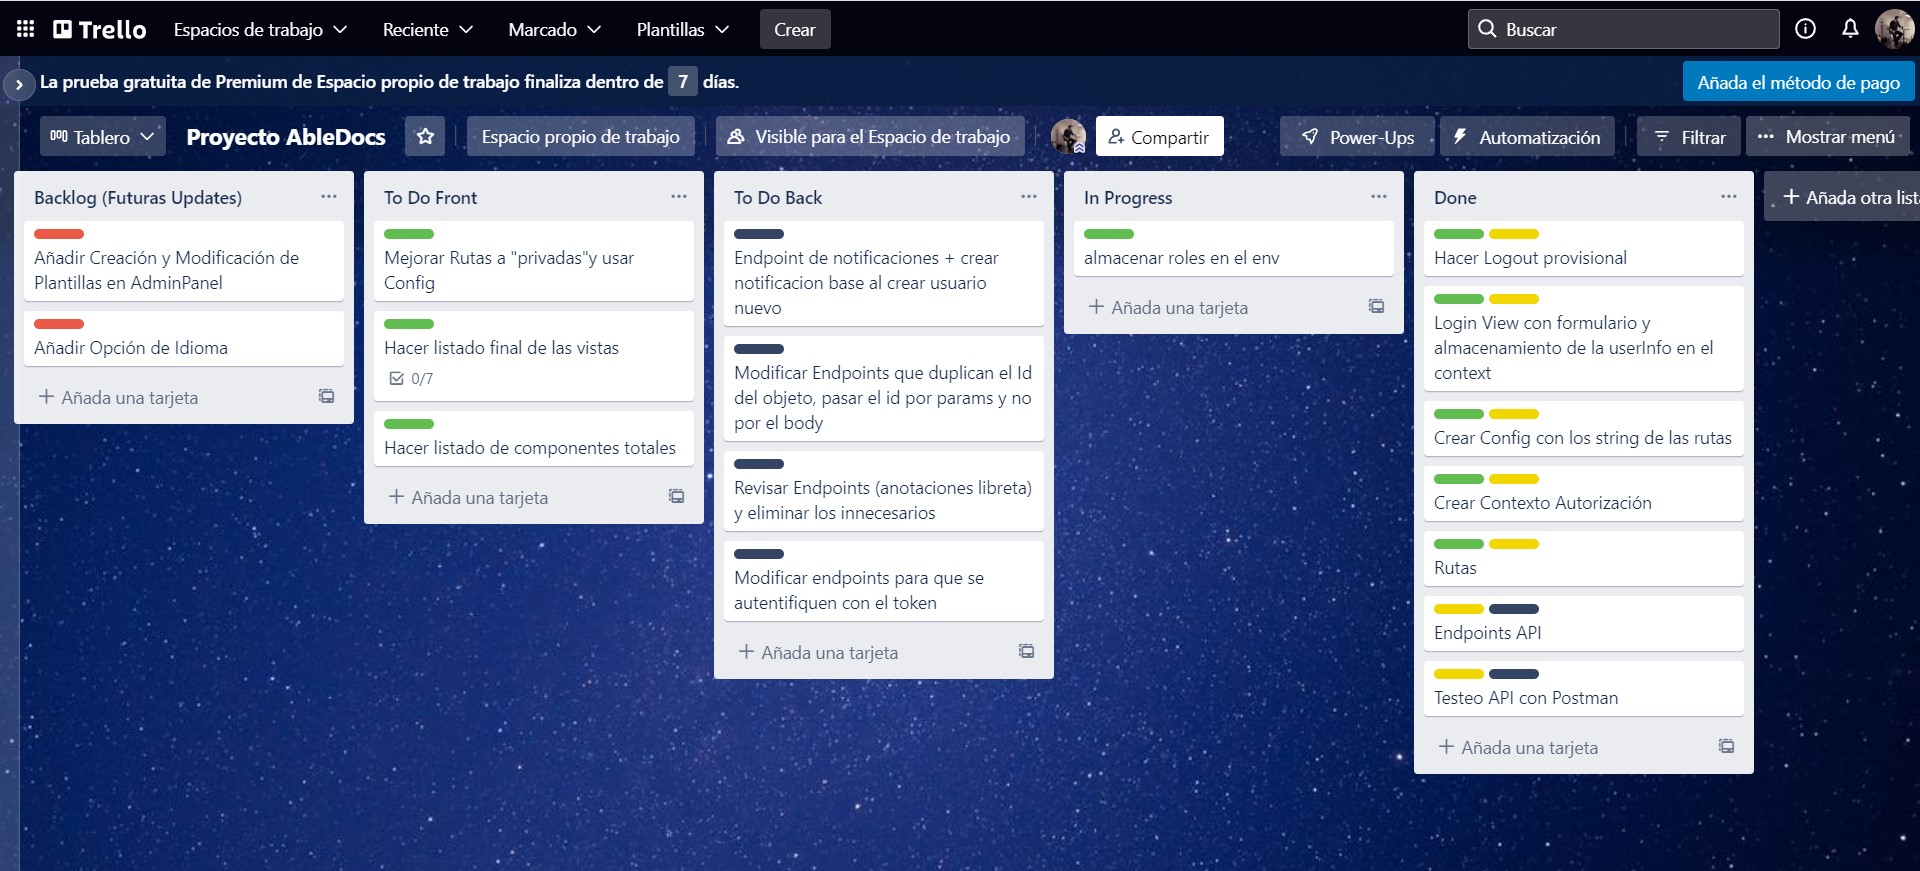 Trello
Espacios de trabajo
Reciente
Marcado
Plantillas
Crear
Buscar
La prueba gratuita de Premium de Espacio propio de trabajo finaliza dentro de 7 días.
Añada el método de pago
Tablero
Proyecto AbleDocs
Espacio propio de trabajo
Visible para el Espacio de trabajo
Compartir
Power-Ups
Automatización
Filtrar
Mostrar menú
Backlog (Futuras Updates)
Añadir Creación y Modificación de
Plantillas en AdminPanel
Añadir Opción de Idioma
Añada una tarjeta
To Do Front
Mejorar Rutas a "privadas"y usar
Config
Hacer listado final de las vistas
0/7
Hacer listado de componentes totales
Añada una tarjeta
To Do Back
Endpoint de notificaciones + crear
notificacion base al crear usuario
nuevo
Modificar Endpoints que duplican el Id
del objeto, pasar el id por params y no
por el body
Revisar Endpoints (anotaciones libreta)
y eliminar los innecesarios
Modificar endpoints para que se
autentifiquen con el token
Añada una tarjeta
In Progress
almacenar roles en el env
Añada una tarjeta
Done
Hacer Logout provisional
Login View con formulario y
almacenamiento de la userInfo en el
context
Crear Config con los string de las rutas
Crear Contexto Autorización
Rutas
Endpoints API
Testeo API con Postman
Añada una tarjeta
Añada otra lista